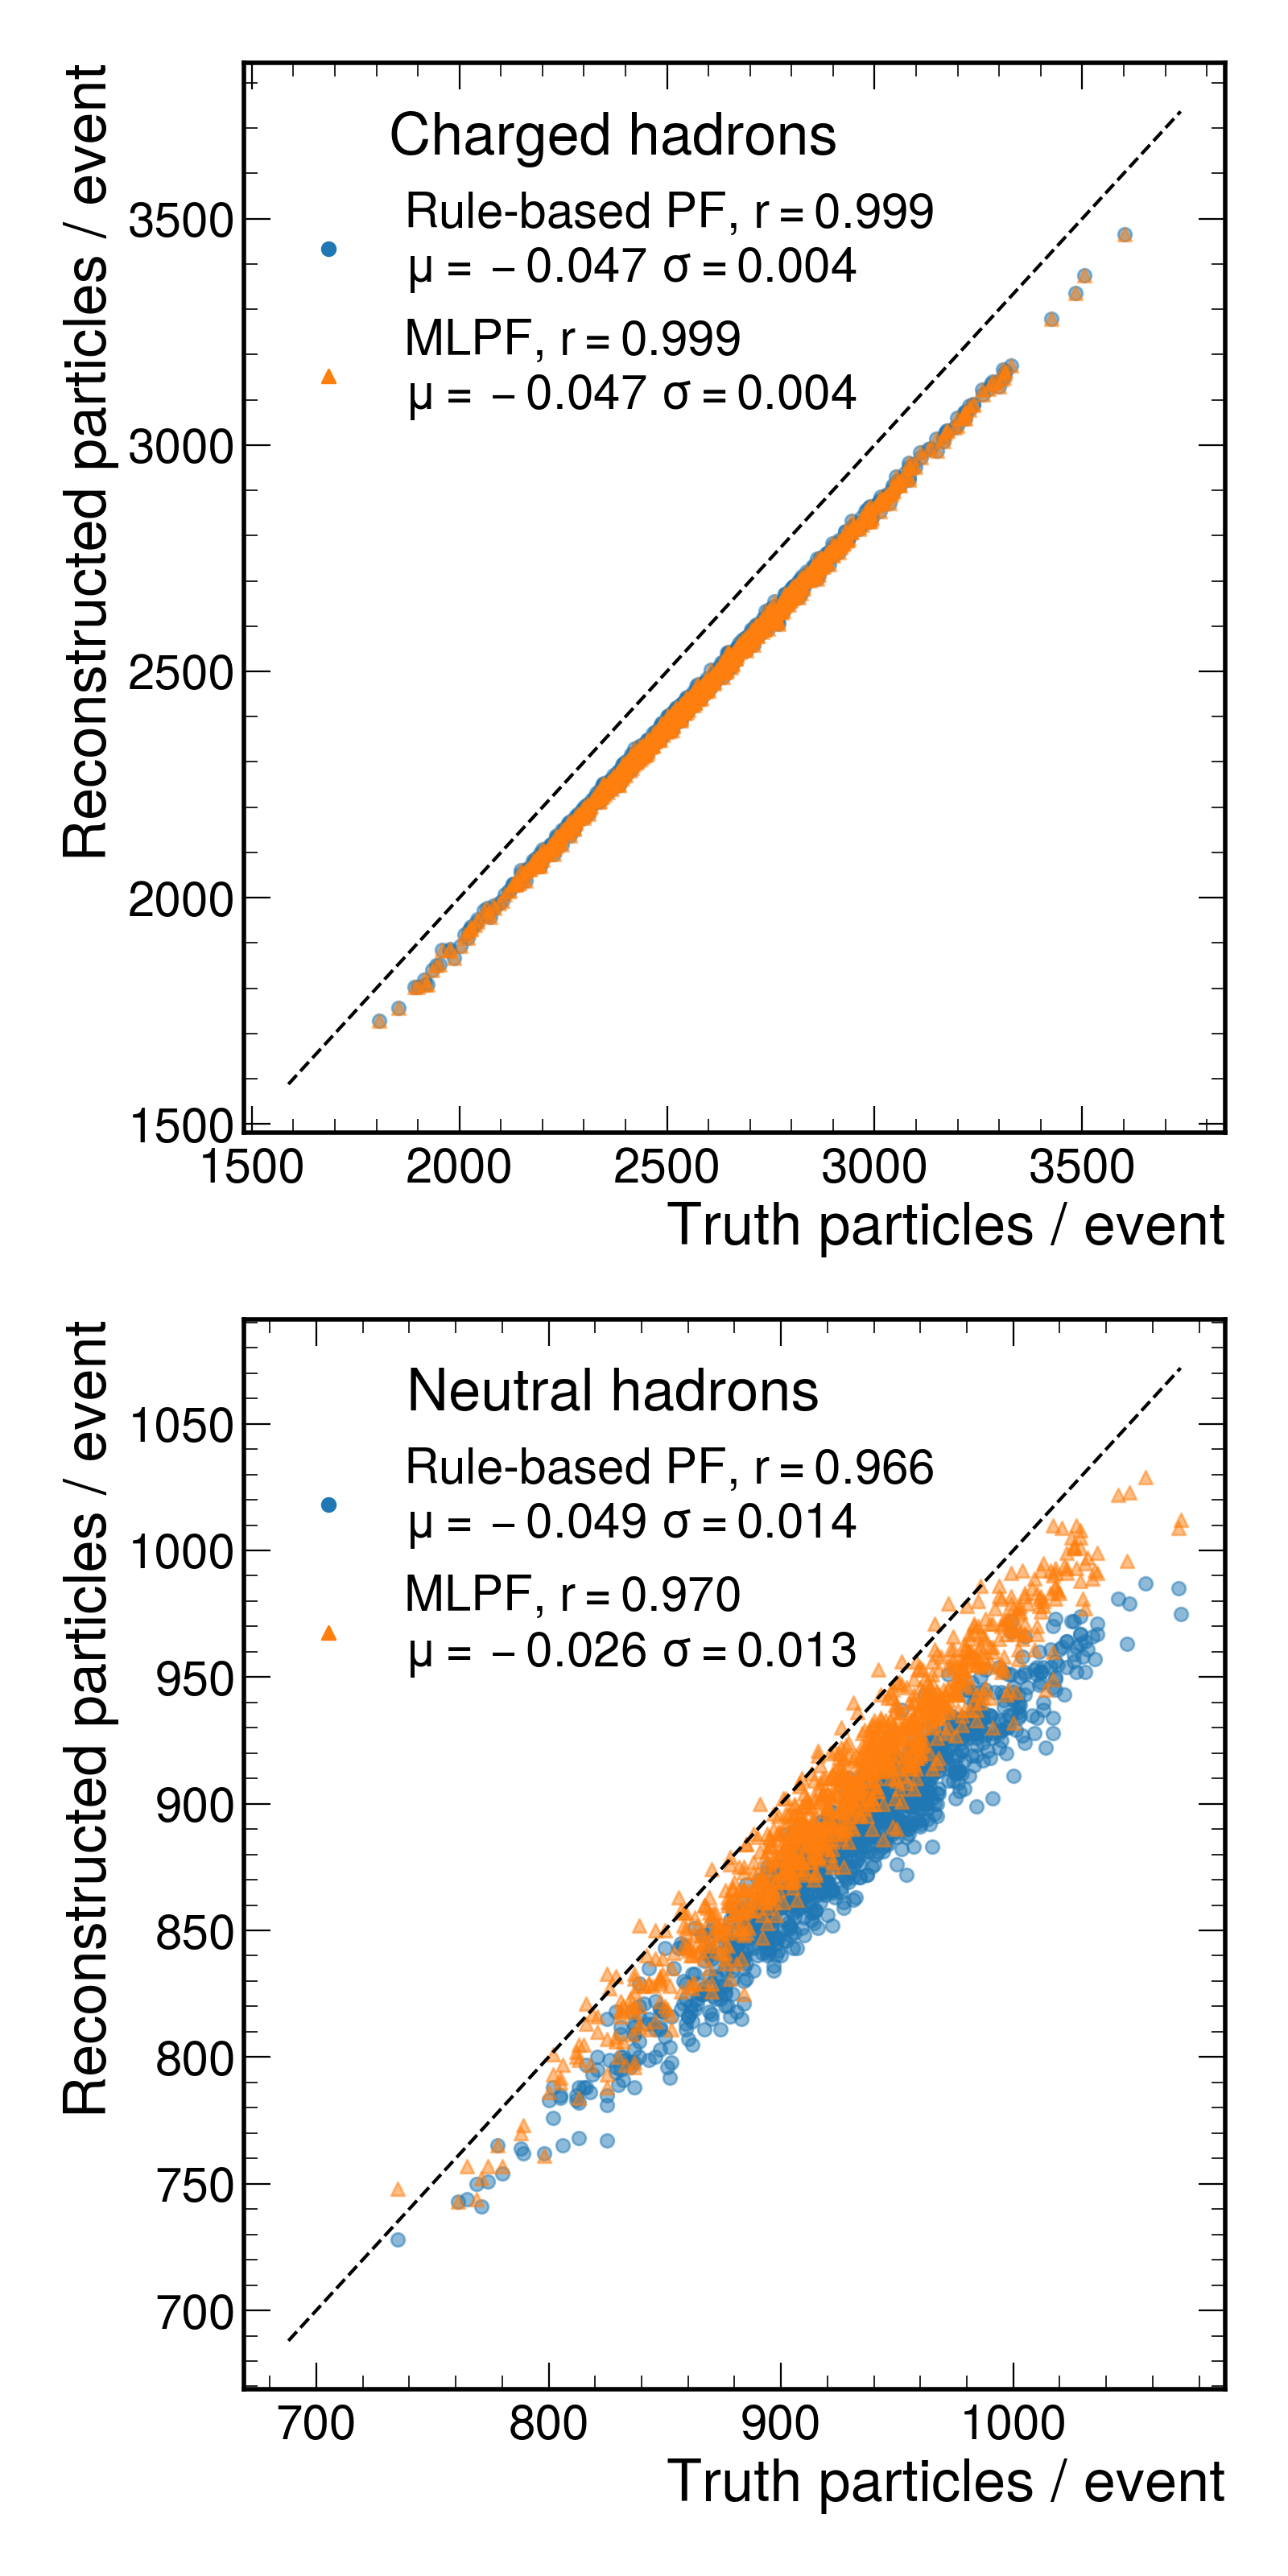 Charged hadrons
Rule-based PF, r = 0.999
μ = − 0.047 σ = 0.004
MLPF, r = 0.999
μ = − 0.047 σ = 0.004
Reconstructed particles / event
3500
3000
2500
2000
1500
1500 2000 2500 3000 3500
Truth particles / event
Neutral hadrons
Rule-based PF, r = 0.966
μ = − 0.049 σ = 0.014
MLPF, r = 0.970
μ = − 0.026 σ = 0.013
Reconstructed particles / event
1050
1000
950
900
850
800
750
700
700 800 900 1000
Truth particles / event